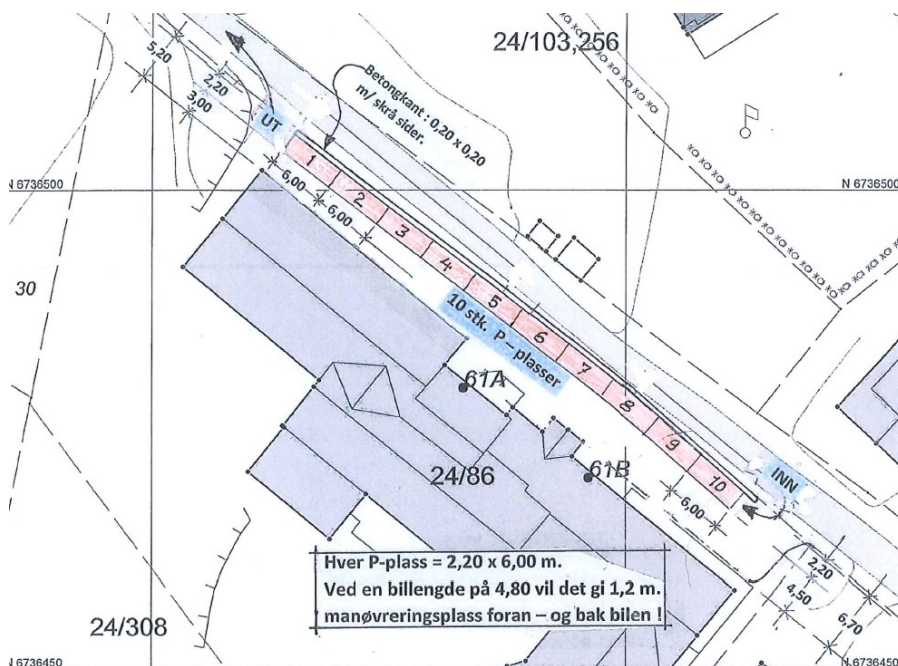 24/103,256
5,20
2,20
3,00
Betongkant : 0,20 x 0,20
m/ skrå sider.
UT
N 6736500
N 6736500
1
2
3
4
5
6
7
8
9
10
6,00
6,00
30
10 stk. P – plasser
61A
24/86
61B
INN
6,00
2,20
4,50
6,70
Hver P-plass = 2,20 x 6,00 m.
Ved en billengde på 4,80 vil det gi 1,2 m.
manøvreringsplass foran – og bak bilen !
24/308
N 6736450
N 6736450